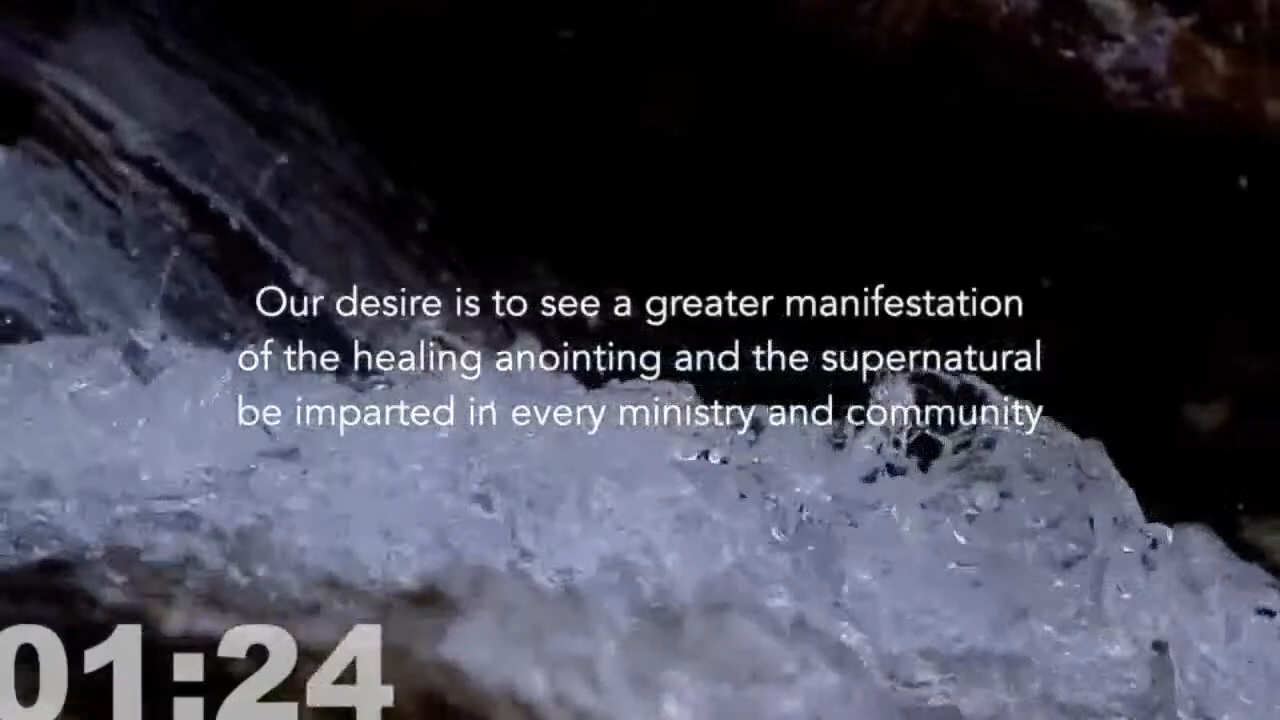 Our desire is to see a greater manifestation
of the healing anointing and the supernatural
be imparted in every ministry and community
01:24